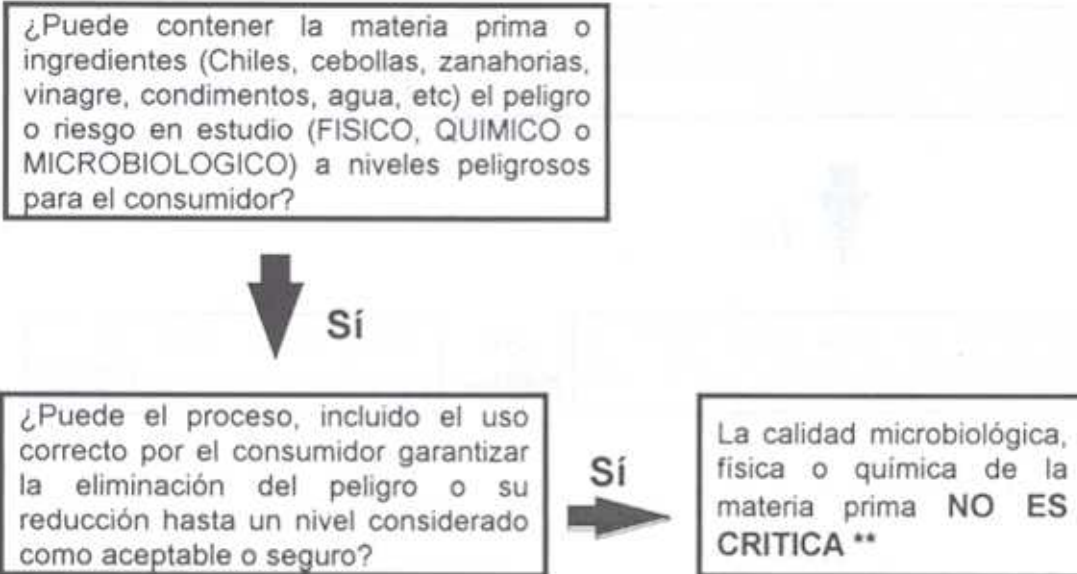 ¿Puede contener la materia prima o
ingredientes (Chiles, cebollas, zanahorias,
vinagre, condimentos, agua, etc) el peligro
o riesgo en estudio (FISICO, QUIMICO o
MICROBIOLOGICO) a niveles peligrosos
para el consumidor?
Sí
¿Puede el proceso, incluido el uso
correcto por el consumidor garantizar
la eliminación del peligro o su
reducción hasta un nivel considerado
como aceptable o seguro?
Sí
La calidad microbiológica,
física o química de la
materia prima NO ES
CRITICA **